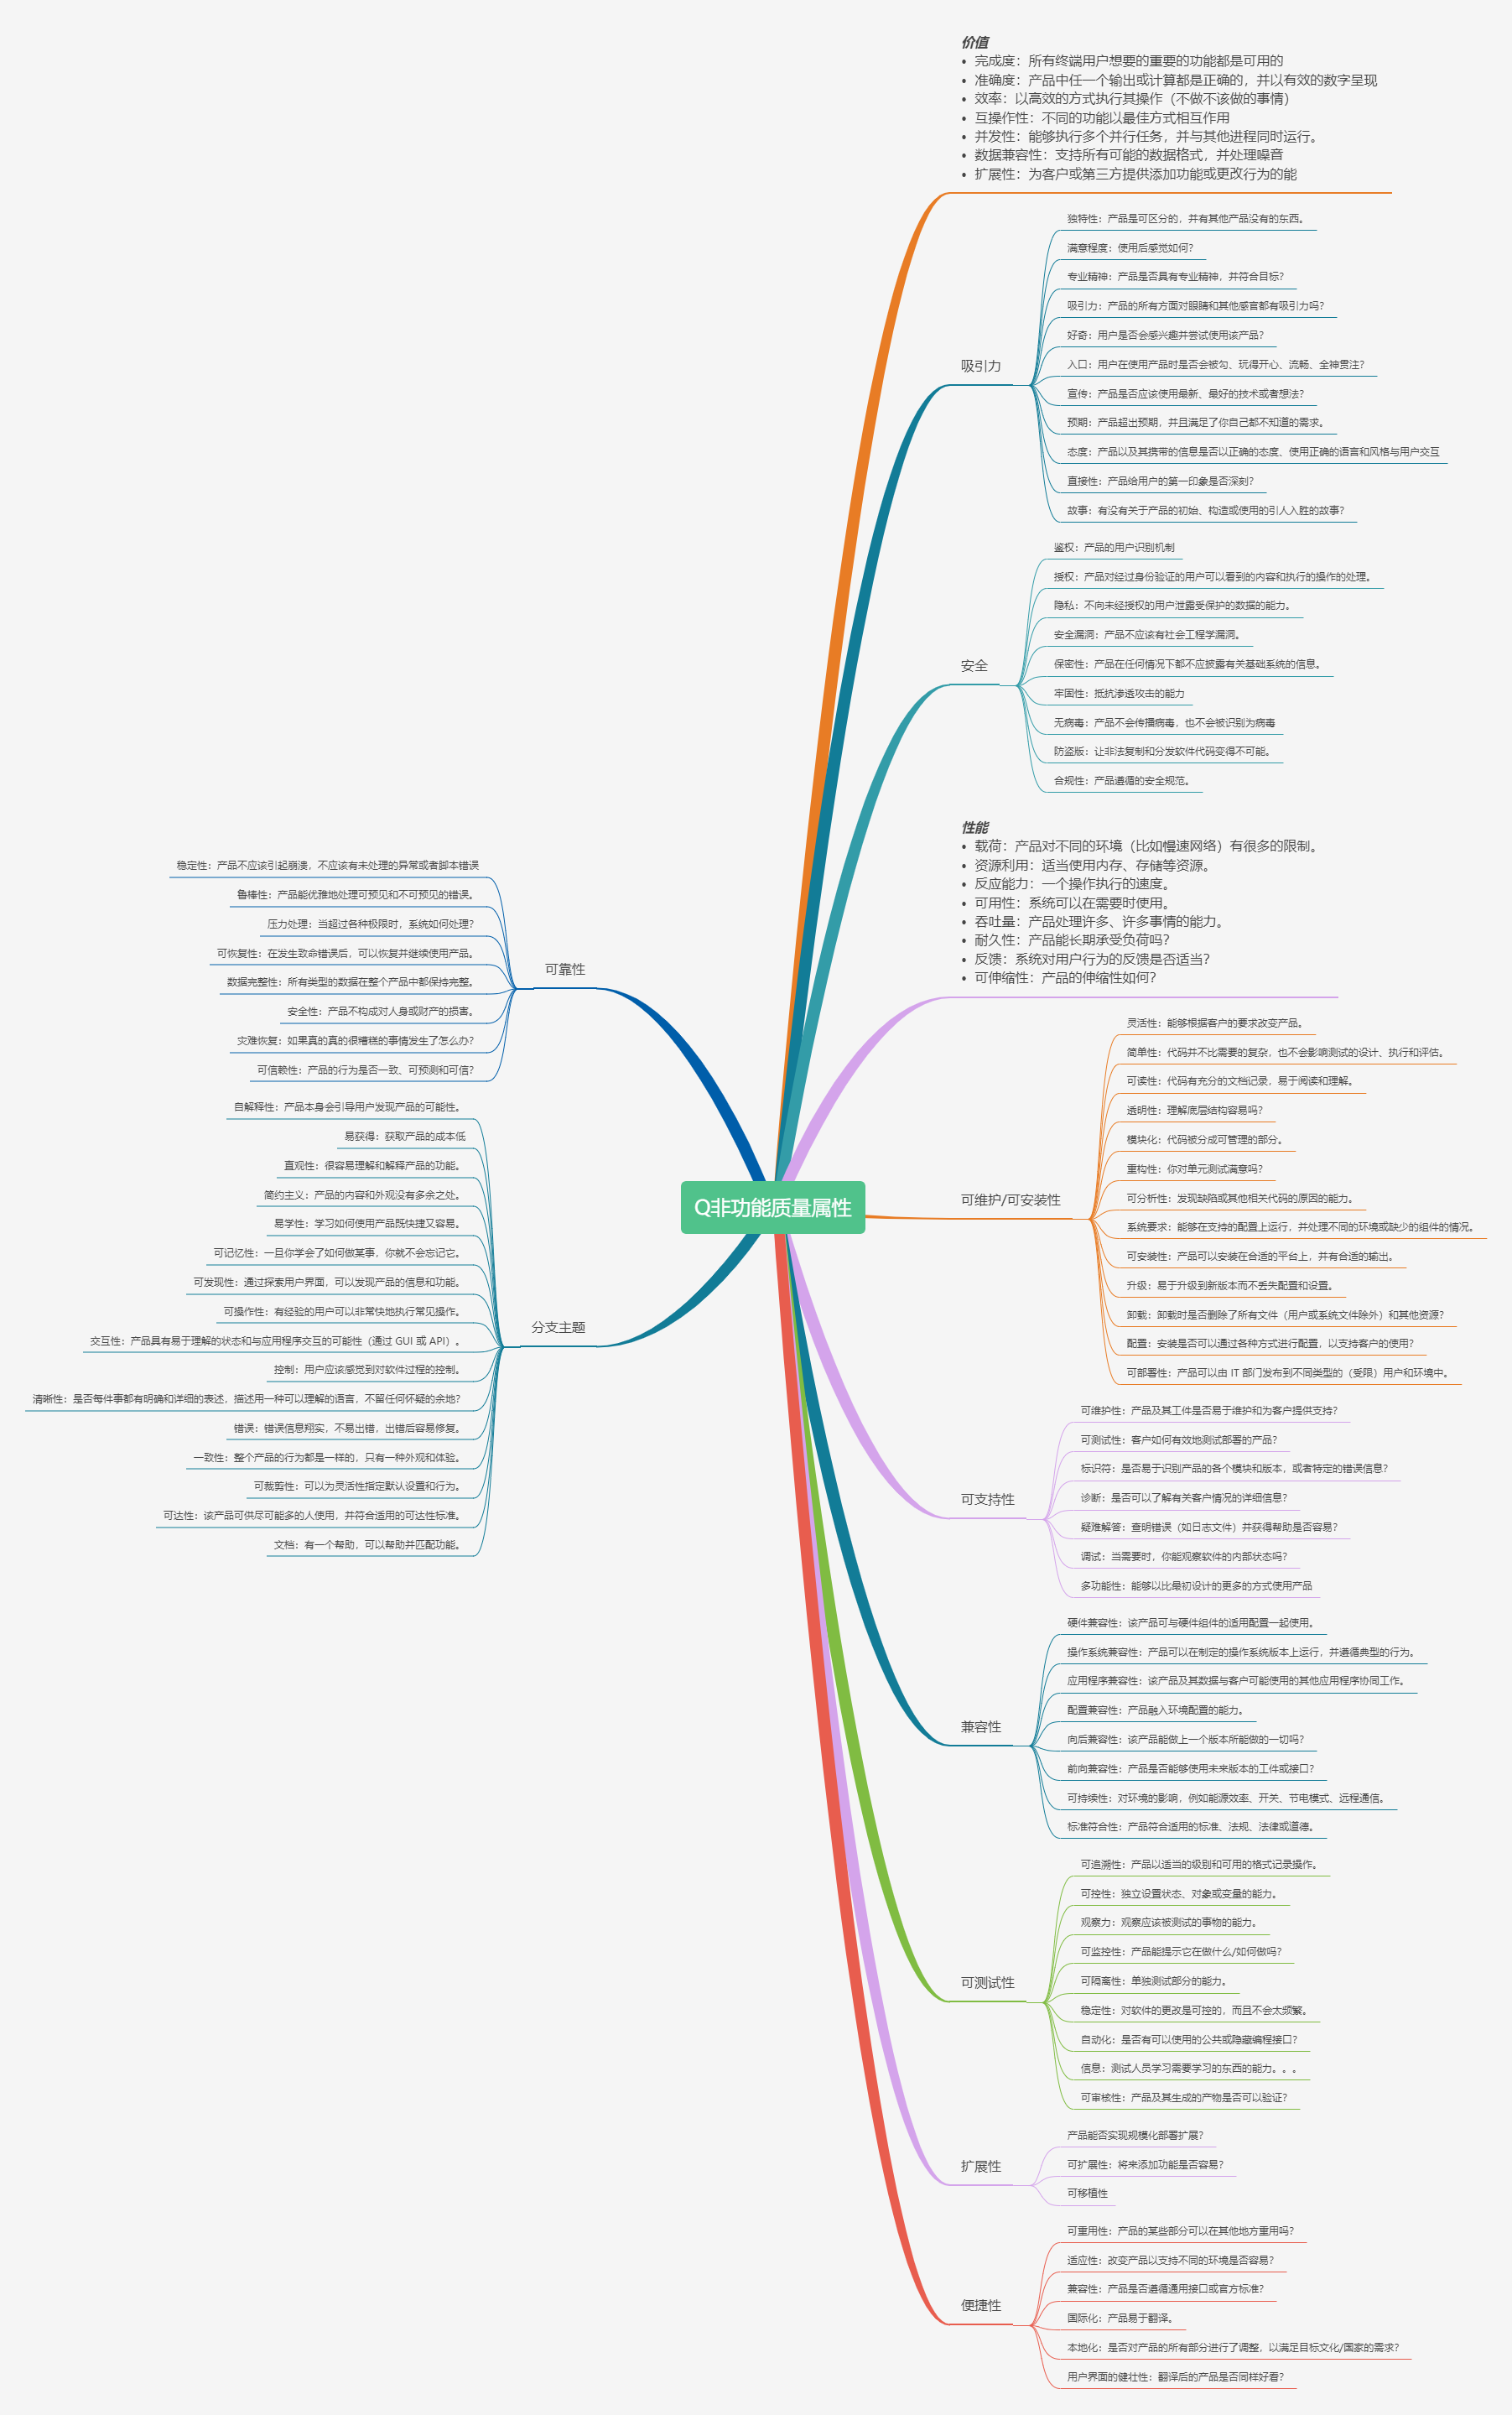 Q非功能质量属性
价值
• 完成度：所有终端用户想要的重要的功能都是可用的
• 准确度：产品中任一个输出或计算都是正确的，并以有效的数字呈现
• 效率：以高效的方式执行其操作（不做不该做的事情）
• 互操作性：不同的功能以最佳方式相互作用
• 并发性：能够执行多个并行任务，并与其他进程同时运行。
• 数据兼容性：支持所有可能的数据格式，并处理噪音
• 扩展性：为客户或第三方提供添加功能或更改行为的能
吸引力
独特性：产品是可区分的，并有其他产品没有的东西。
满意程度：使用后感觉如何？
专业精神：产品是否具有专业精神，并符合目标？
吸引力：产品的所有方面对眼睛和其他感官都有吸引力吗？
好奇：用户是否会感兴趣并尝试使用该产品？
入口：用户在使用产品时是否会被勾、玩得开心、流畅、全神贯注？
宣传：产品是否应该使用最新、最好的技术或者想法？
预期：产品超出预期，并且满足了你自己都不知道的需求。
态度：产品以及其携带的信息是否以正确的态度、使用正确的语言和风格与用户交互
直接性：产品给用户的第一印象是否深刻？
故事：有没有关于产品的初始、构造或使用的引人入胜的故事？
安全
鉴权：产品的用户识别机制
授权：产品对经过身份验证的用户可以看到的内容和执行的操作的处理。
隐私：不向未经授权的用户泄露受保护的数据的能力。
安全漏洞：产品不应该有社会工程学漏洞。
保密性：产品在任何情况下都不应披露有关基础系统的信息。
牢固性：抵抗渗透攻击的能力
无病毒：产品不会传播病毒，也不会被识别为病毒
防盗版：让非法复制和分发软件代码变得不可能。
合规性：产品遵循的安全规范。
性能
• 载荷：产品对不同的环境（比如慢速网络）有很多的限制。
• 资源利用：适当使用内存、存储等资源。
• 反应能力：一个操作执行的速度。
• 可用性：系统可以在需要时使用。
• 吞吐量：产品处理许多、许多事情的能力。
• 耐久性：产品能长期承受负荷吗？
• 反馈：系统对用户行为的反馈是否适当？
• 可伸缩性：产品的伸缩性如何？
可维护/可安装性
灵活性：能够根据客户的要求改变产品。
简单性：代码并不比需要的复杂，也不会影响测试的设计、执行和评估。
可读性：代码有充分的文档记录，易于阅读和理解。
透明性：理解底层结构容易吗？
模块化：代码被分成可管理的部分。
重构性：你对单元测试满意吗？
可分析性：发现缺陷或其他相关代码的原因的能力。
系统要求：能够在支持的配置上运行，并处理不同的环境或缺少的组件的情况。
可安装性：产品可以安装在合适的平台上，并有合适的输出。
升级：易于升级到新版本而不丢失配置和设置。
卸载：卸载时是否删除了所有文件（用户或系统文件除外）和其他资源？
配置：安装是否可以通过各种方式进行配置，以支持客户的使用？
可部署性：产品可以由 IT 部门发布到不同类型的（受限）用户和环境中。
可支持性
可维护性：产品及其工件是否易于维护和为客户提供支持？
可测试性：客户如何有效地测试部署的产品？
标识符：是否易于识别产品的各个模块和版本，或者特定的错误信息？
诊断：是否可以了解有关客户情况的详细信息？
疑难解答：查明错误（如日志文件）并获得帮助是否容易？
调试：当需要时，你能观察软件的内部状态吗？
多功能性：能够以比最初设计的更多的方式使用产品
兼容性
硬件兼容性：该产品可与硬件组件的适用配置一起使用。
操作系统兼容性：产品可以在制定的操作系统版本上运行，并遵循典型的行为。
应用程序兼容性：该产品及其数据与客户可能使用的其他应用程序协同工作。
配置兼容性：产品融入环境配置的能力。
向后兼容性：该产品能做上一个版本所能做的一切吗？
前向兼容性：产品是否能够使用未来版本的工件或接口？
可持续性：对环境的影响，例如能源效率、开关、节电模式、远程通信。
标准符合性：产品符合适用的标准、法规、法律或道德。
可测试性
可追溯性：产品以适当的级别和可用的格式记录操作。
可控性：独立设置状态、对象或变量的能力。
观察力：观察应该被测试的事物的能力。
可监控性：产品能提示它在做什么/如何做吗？
可隔离性：单独测试部分的能力。
稳定性：对软件的更改是可控的，而且不会太频繁。
自动化：是否有可以使用的公共或隐藏编程接口？
信息：测试人员学习需要学习的东西的能力。。。
可审核性：产品及其生成的产物是否可以验证？
扩展性
产品能否实现规模化部署扩展？
可扩展性：将来添加功能是否容易？
可移植性
便捷性
可重用性：产品的某些部分可以在其他地方重用吗？
适应性：改变产品以支持不同的环境是否容易？
兼容性：产品是否遵循通用接口或官方标准？
国际化：产品易于翻译。
本地化：是否对产品的所有部分进行了调整，以满足目标文化/国家的需求？
用户界面的健壮性：翻译后的产品是否同样好看？
可靠性
稳定性：产品不应该引起崩溃，不应该有未处理的异常或者脚本错误
鲁棒性：产品能优雅地处理可预见和不可预见的错误。
压力处理：当超过各种极限时，系统如何处理？
可恢复性：在发生致命错误后，可以恢复并继续使用产品。
数据完整性：所有类型的数据在整个产品中都保持完整。
安全性：产品不构成对人身或财产的损害。
灾难恢复：如果真的真的很糟糕的事情发生了怎么办？
可信赖性：产品的行为是否一致、可预测和可信？
分支主题
自解释性：产品本身会引导用户发现产品的可能性。
易获得：获取产品的成本低
直观性：很容易理解和解释产品的功能。
简约主义：产品的内容和外观没有多余之处。
易学性：学习如何使用产品既快捷又容易。
可记忆性：一旦你学会了如何做某事，你就不会忘记它。
可发现性：通过探索用户界面，可以发现产品的信息和功能。
可操作性：有经验的用户可以非常快地执行常见操作。
交互性：产品具有易于理解的状态和与应用程序交互的可能性（通过 GUI 或 API）。
控制：用户应该感觉到对软件过程的控制。
清晰性：是否每件事都有明确和详细的表述，描述用一种可以理解的语言，不留任何怀疑的余地？
错误：错误信息翔实，不易出错，出错后容易修复。
一致性：整个产品的行为都是一样的，只有一种外观和体验。
可裁剪性：可以为灵活性指定默认设置和行为。
可达性：该产品可供尽可能多的人使用，并符合适用的可达性标准。
文档：有一个帮助，可以帮助并匹配功能。